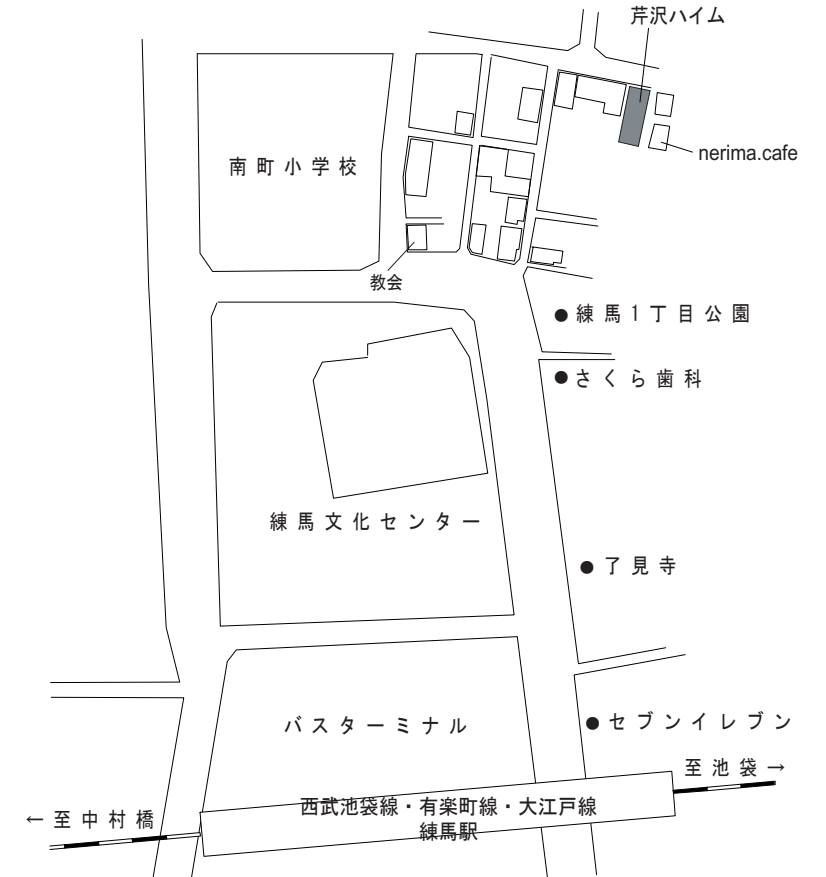 芹沢ハイム
nerima.cafe
南町小学校
教会
● 練馬1丁目公園
● さくら歯科
練馬文化センター
● 了見寺
バスターミナル
● セブンイレブン
至池袋→
←至中村橋
西武池袋線・有楽町線・大江戸線
練馬駅